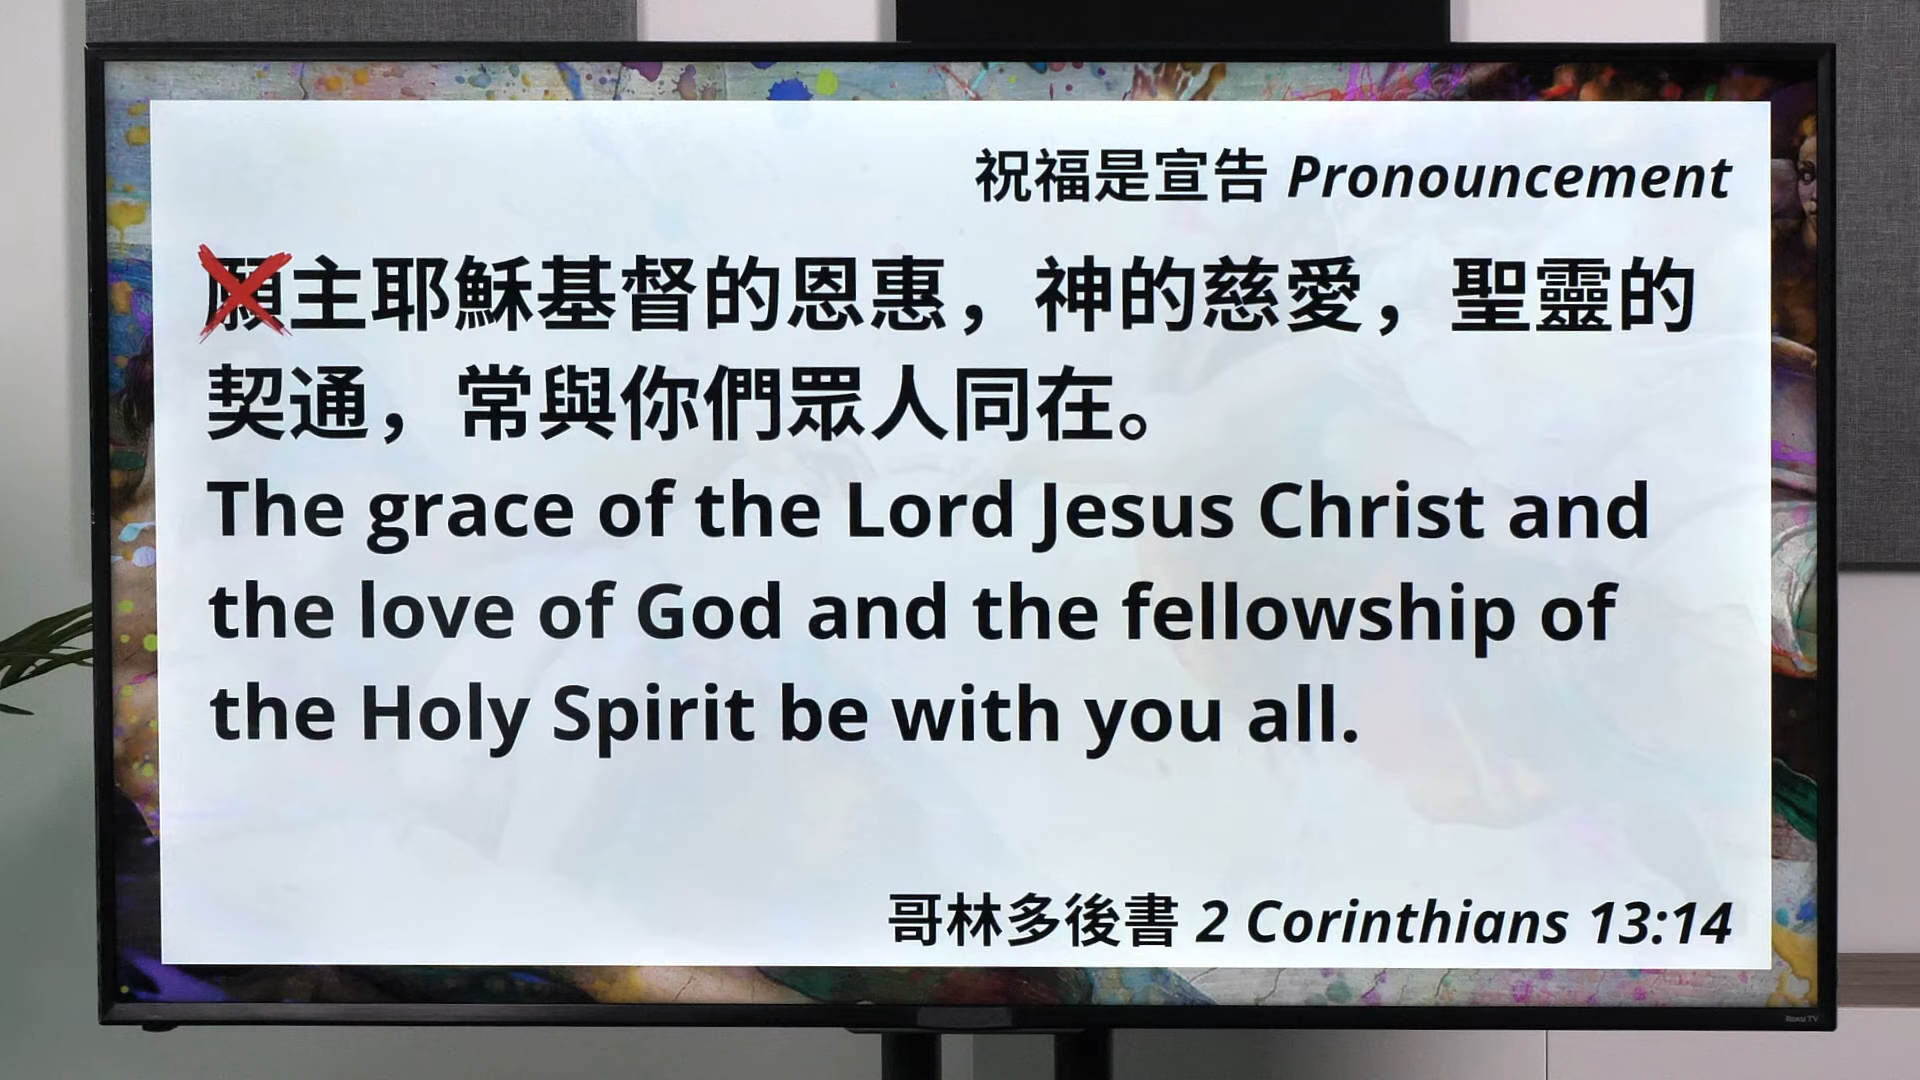 祝福是宣告 Pronouncement
願主耶穌基督的恩惠，神的慈愛，聖靈的
契通，常與你們眾人同在。
The grace of the Lord Jesus Christ and
the love of God and the fellowship of
the Holy Spirit be with you all.
哥林多後書 2 Corinthians 13:14
Roku TV